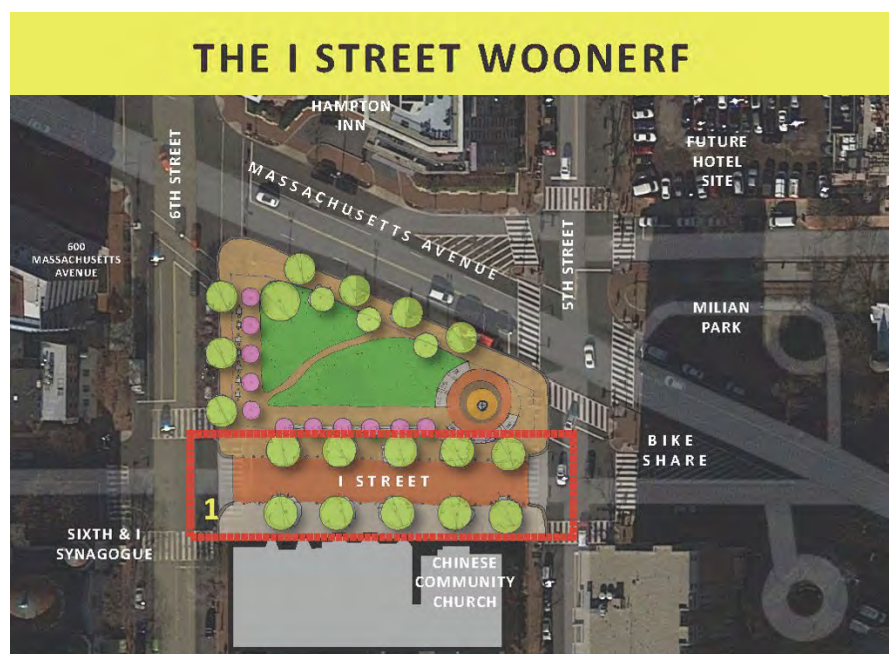 THE I STREET WOONERF
HAMPTON
INN
6TH STREET
MASSACHUSETTS AVENUE
FUTURE
HOTEL
SITE
600
MASSACHUSETTS
AVENUE
5TH STREET
MILIAN
PARK
BIKE
SHARE
I STREET
1
SIXTH & I
SYNAGOGUE
CHINESE
COMMUNITY
CHURCH